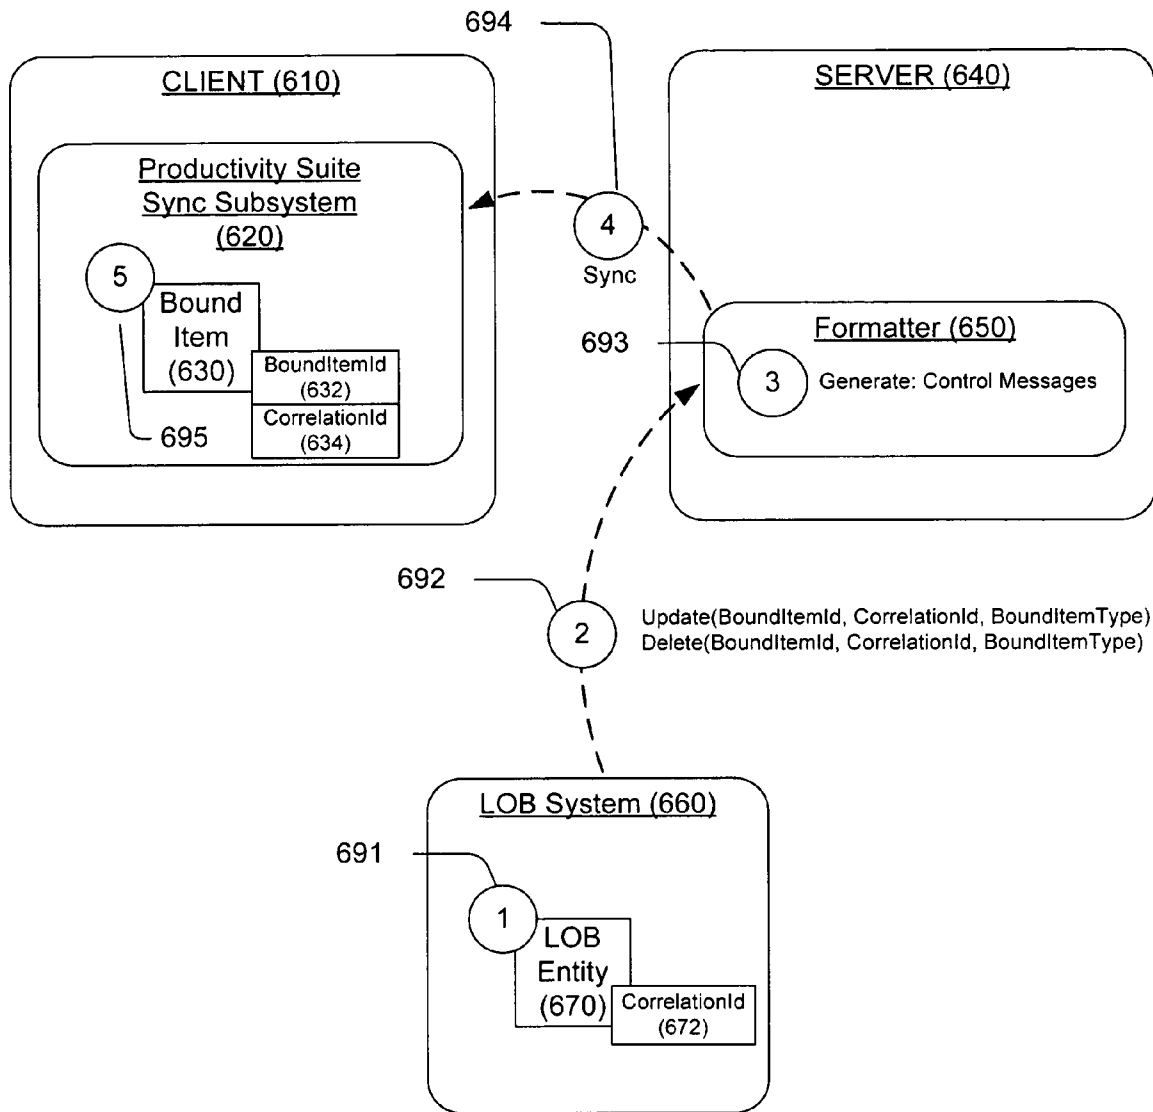 694
CLIENT (610)
SERVER (640)
Productivity Suite
Sync Subsystem
(620)
4
Sync
5
Bound
Item
(630)
BoundItemId
(632)
CorrelationId
(634)
695
Formatter (650)
693
3
Generate: Control Messages
692
2
Update(BoundItemId, CorrelationId, BoundItemType)
Delete(BoundItemId, CorrelationId, BoundItemType)
LOB System (660)
691
1
LOB
Entity
(670)
CorrelationId
(672)